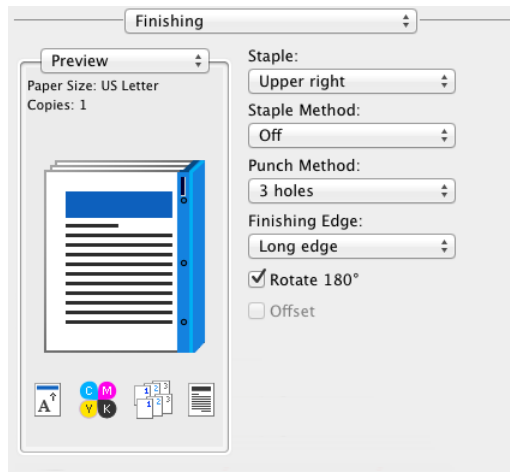 Finishing
Preview
Paper Size: US Letter
Copies: 1
A
C M
Y K
1 2 3
1 2 3
Staple:
Upper right
Staple Method:
Off
Punch Method:
3 holes
Finishing Edge:
Long edge
Rotate 180°
Offset